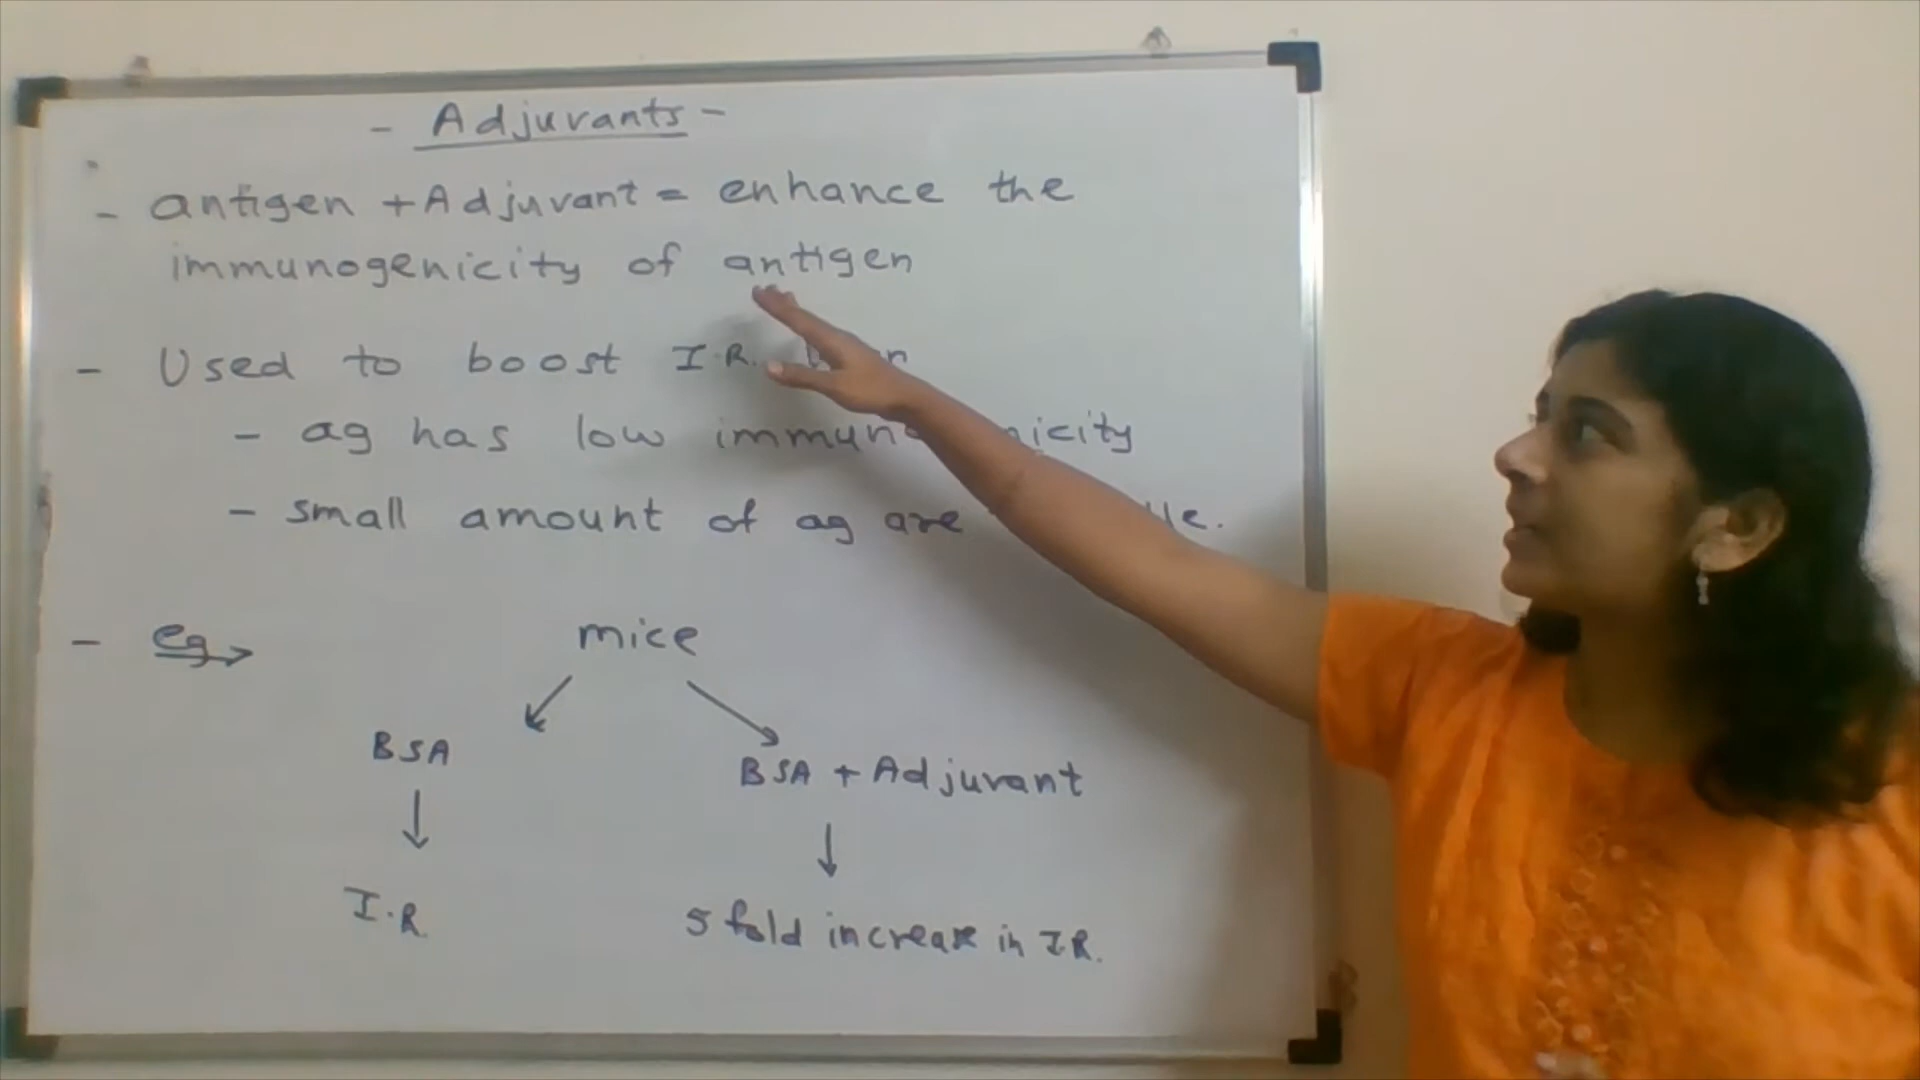 - Adjuvants -
- antigen + Adjuvant = enhance the
immunogenicity of antigen
- Used to boost I.R.
- ag has low
- small amount of ag are
- eg→
mice
BSA
BSA + Adjuvant
I.R
5 fold increase in I.R.